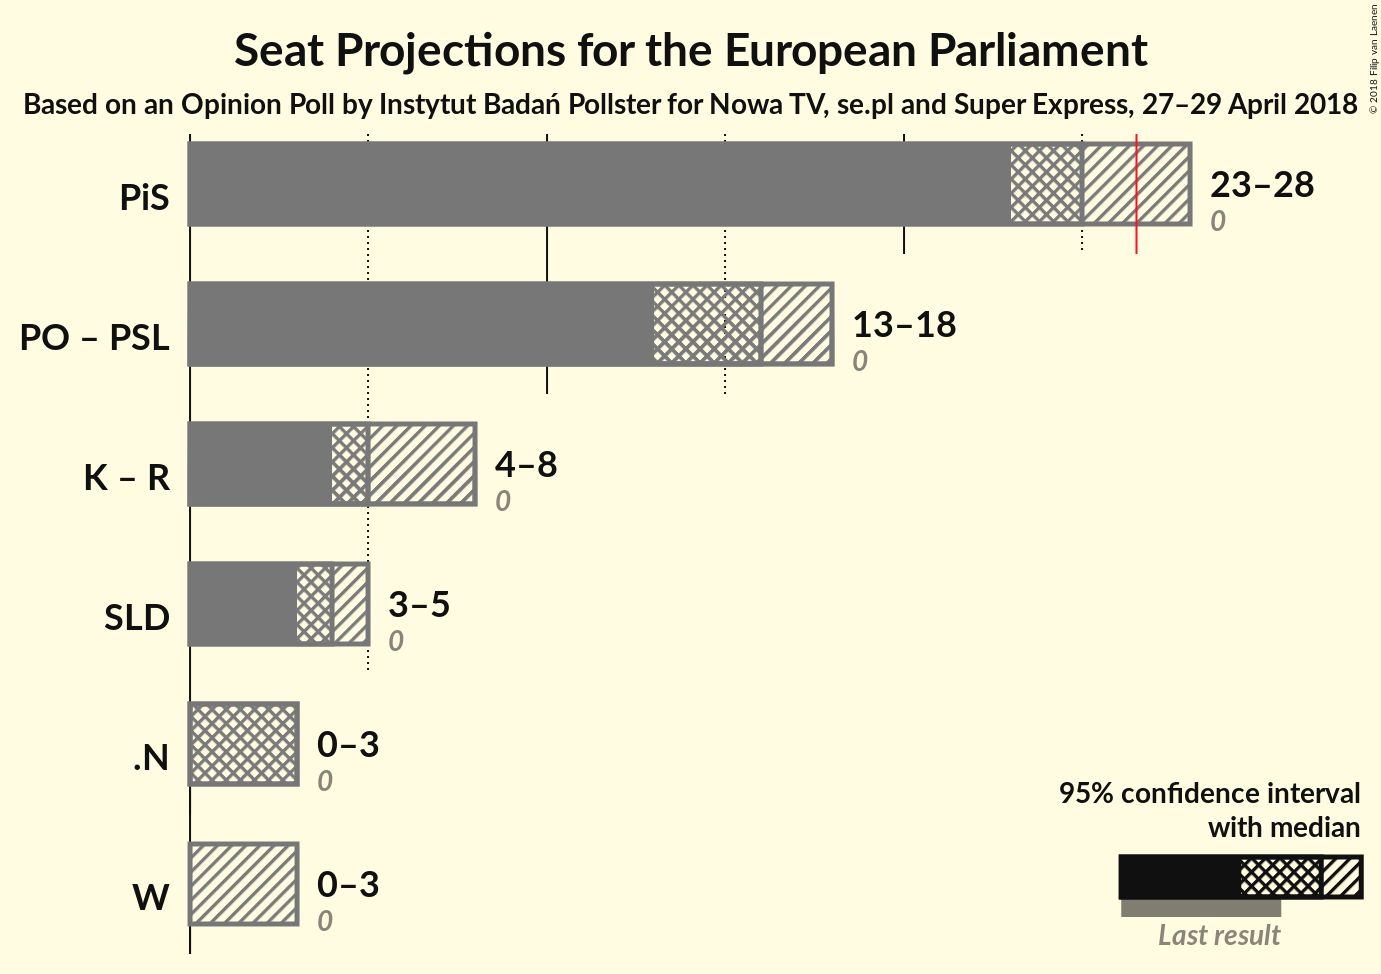 Seat Projections for the European Parliament
Based on an Opinion Poll by Instytut Badań Pollster for Nowa TV, se.pl and Super Express, 27–29 April 2018
© 2018 Filip van Laenen
PiS
23–28
0
PO – PSL
13–18
0
K – R
4–8
0
SLD
3–5
0
.N
0–3
0
W
0–3
0
95% confidence interval
with median
Last result